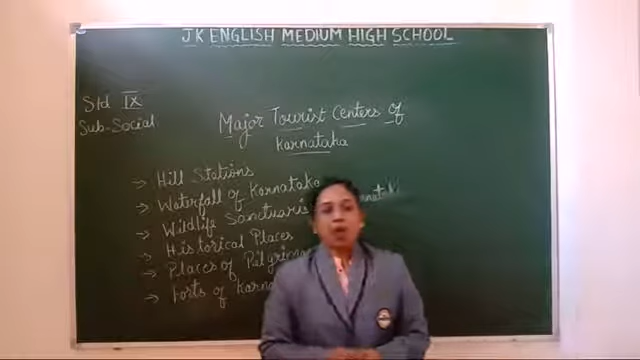 JK ENGLISH MEDIUM HIGH SCHOOL
Std IX
Sub-Social
Major Tourist Centers of
Karnataka
→ Hill Stations
→ Waterfall of Karnataka
→ Wildlife Sanctuaris
→ Historical Places
→ Places of
→ Forts of